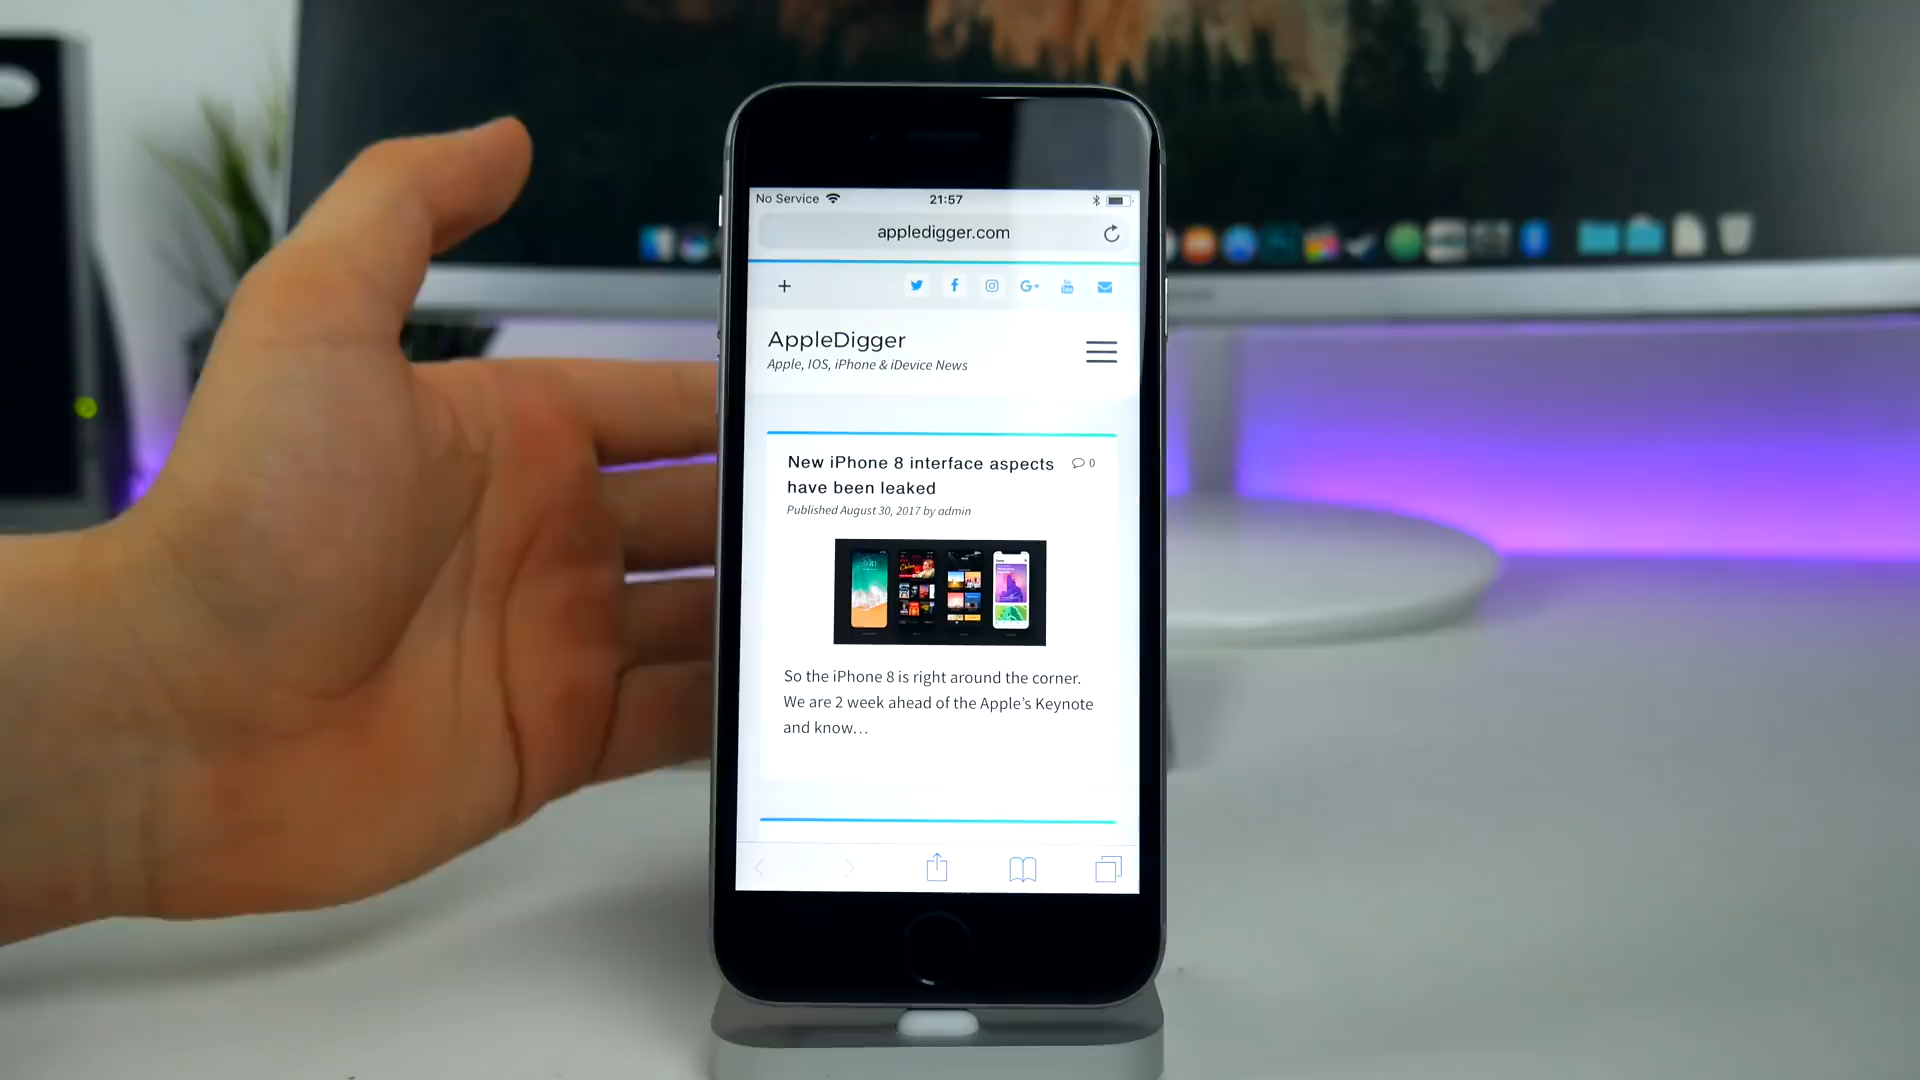 No Service
21:57
appledigger.com
AppleDigger
Apple, IOS, iPhone & iDevice News
New iPhone 8 interface aspects
0
have been leaked
Published August 30, 2017 by admin
So the iPhone 8 is right around the corner.
We are 2 week ahead of the Apple's Keynote
and know…